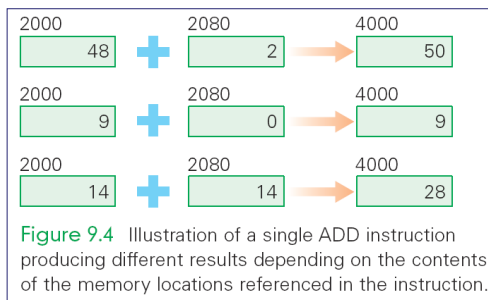 2000 2080 4000
48 + 2 50
2000 2080 4000
9 + 0 9
2000 2080 4000
14 + 14 28
Figure 9.4 Illustration of a single ADD instruction
producing different results depending on the contents
of the memory locations referenced in the instruction.